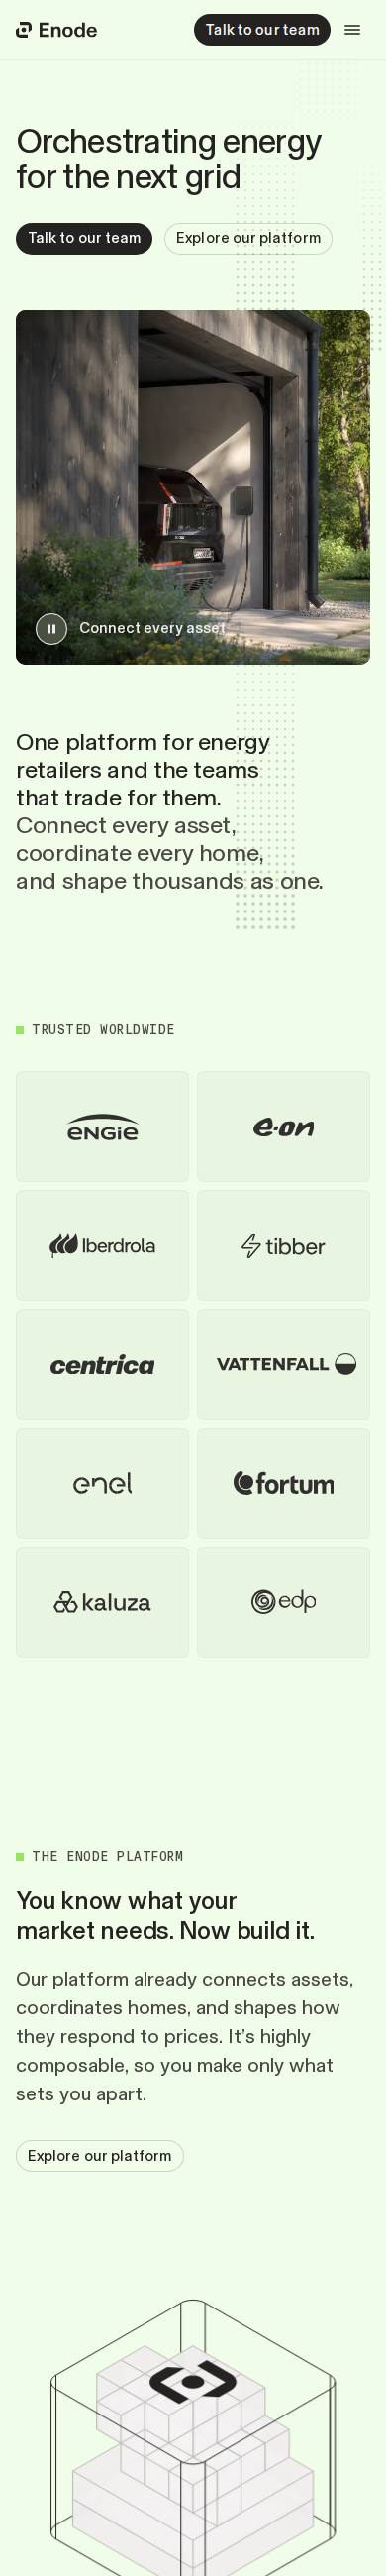 Enode
Talk to our team
Orchestrating energy
for the next grid
Talk to our team
Explore our platform
Connect every asset
One platform for energy
retailers and the teams
that trade for them.
Connect every asset,
coordinate every home,
and shape thousands as one.
TRUSTED WORLDWIDE
ENGIE
e·on
Iberdrola
tibber
centrica
VATTENFALL
enel
fortum
kaluza
edp
THE ENODE PLATFORM
You know what your
market needs. Now build it.
Our platform already connects assets,
coordinates homes, and shapes how
they respond to prices. It’s highly
composable, so you make only what
sets you apart.
Explore our platform